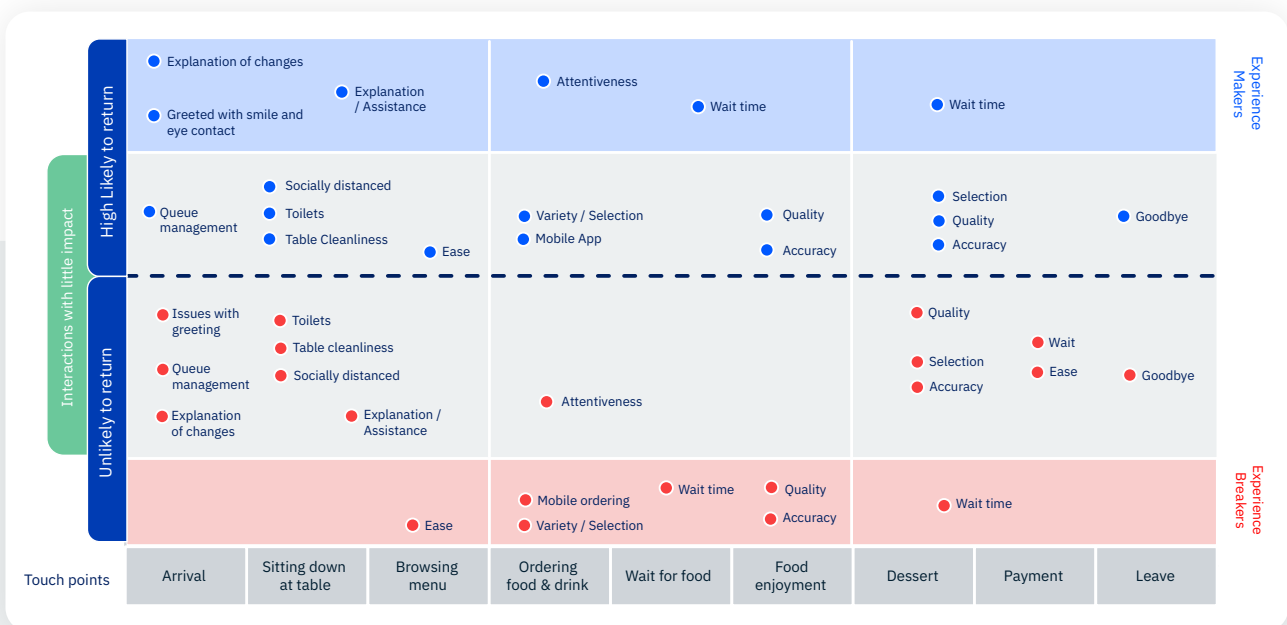 Explanation of changes
Greeted with smile and
eye contact
Explanation
/ Assistance
Attentiveness
Wait time
Wait time
Experience
Makers
High Likely to return
Interactions with little impact
Queue
management
Socially distanced
Toilets
Table Cleanliness
Ease
Variety / Selection
Mobile App
Quality
Accuracy
Selection
Quality
Accuracy
Goodbye
Unlikely to return
Issues with
greeting
Queue
management
Explanation
of changes
Toilets
Table cleanliness
Socially distanced
Explanation /
Assistance
Attentiveness
Quality
Selection
Accuracy
Wait
Ease
Goodbye
Ease
Mobile ordering
Variety / Selection
Wait time
Quality
Accuracy
Wait time
Experience
Breakers
Touch points
Arrival
Sitting down
at table
Browsing
menu
Ordering
food & drink
Wait for food
Food
enjoyment
Dessert
Payment
Leave